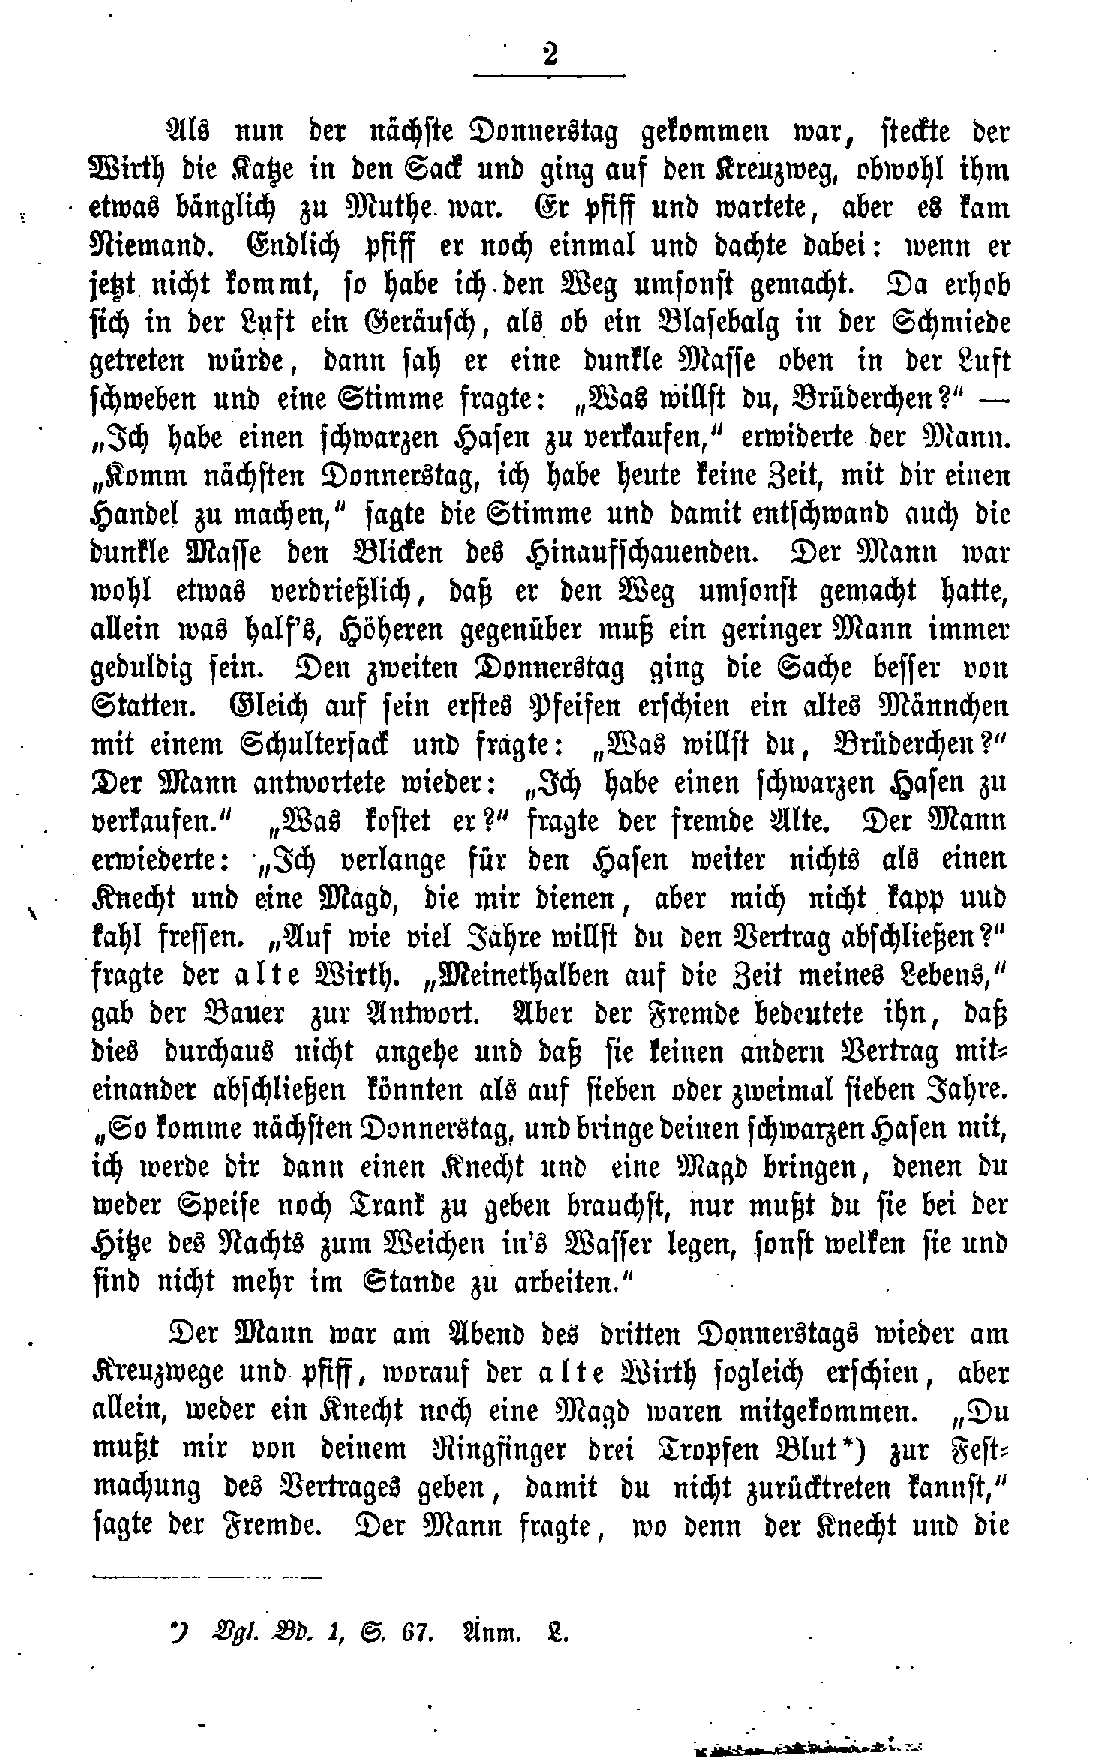 2
Als nun der nächste Donnerstag gekommen war, steckte der
Wirth die Katze in den Sack und ging auf den Kreuzweg, obwohl ihm
etwas bänglich zu Muthe war. Er pfiff und wartete, aber es kam
Niemand. Endlich pfiff er noch einmal und dachte dabei: wenn er
jetzt nicht kommt, so habe ich den Weg umsonst gemacht. Da erhob
sich in der Luft ein Geräusch, als ob ein Blasebalg in der Schmiede
getreten würde, dann sah er eine dunkle Masse oben in der Luft
schweben und eine Stimme fragte: „Was willst du, Brüderchen?“ —
„Ich habe einen schwarzen Hasen zu verkaufen,“ erwiderte der Mann.
„Komm nächsten Donnerstag, ich habe heute keine Zeit, mit dir einen
Handel zu machen,“ sagte die Stimme und damit entschwand auch die
dunkle Masse den Blicken des Hinaufschauenden. Der Mann war
wohl etwas verdrießlich, daß er den Weg umsonst gemacht hatte,
allein was half's, Höheren gegenüber muß ein geringer Mann immer
geduldig sein. Den zweiten Donnerstag ging die Sache besser von
Statten. Gleich auf sein erstes Pfeifen erschien ein altes Männchen
mit einem Schultersack und fragte: „Was willst du, Brüderchen?“
Der Mann antwortete wieder: „Ich habe einen schwarzen Hasen zu
verkaufen.“ „Was kostet er?“ fragte der fremde Alte. Der Mann
erwiederte: „Ich verlange für den Hasen weiter nichts als einen
Knecht und eine Magd, die mir dienen, aber mich nicht kapp uud
kahl fressen. „Auf wie viel Jahre willst du den Vertrag abschließen?“
fragte der alte Wirth. „Meinethalben auf die Zeit meines Lebens,“
gab der Bauer zur Antwort. Aber der Fremde bedeutete ihn, daß
dies durchaus nicht angehe und daß sie keinen andern Vertrag mit-
einander abschließen könnten als auf sieben oder zweimal sieben Jahre.
„So komme nächsten Donnerstag, und bringe deinen schwarzen Hasen mit,
ich werde dir dann einen Knecht und eine Magd bringen, denen du
weder Speise noch Trank zu geben brauchst, nur mußt du sie bei der
Hitze des Nachts zum Weichen in's Wasser legen, sonst welken sie und
sind nicht mehr im Stande zu arbeiten.“
Der Mann war am Abend des dritten Donnerstags wieder am
Kreuzwege und pfiff, worauf der alte Wirth sogleich erschien, aber
allein, weder ein Knecht noch eine Magd waren mitgekommen. „Du
mußt mir von deinem Ringfinger drei Tropfen Blut*) zur Fest-
machung des Vertrages geben, damit du nicht zurücktreten kannst,“
sagte der Fremde. Der Mann fragte, wo denn der Knecht und die
*) Vgl. Bd. 1, S. 67. Anm. L.